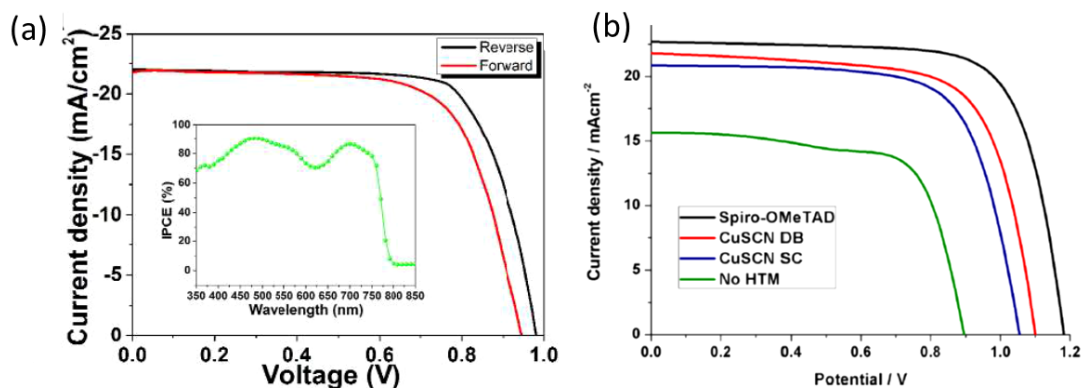 (a)
Current density (mA/cm²)
-25
-20
-15
-10
-5
0
0.0 0.2 0.4 0.6 0.8 1.0
Voltage (V)
Reverse
Forward
IPCE (%)
100
80
60
40
20
0
350 400 450 500 550 600 650 700 750 800 850
Wavelength (nm)
(b)
Current density / mAcm⁻²
20
15
10
5
0
0.0 0.2 0.4 0.6 0.8 1.0 1.2
Potential / V
Spiro-OMeTAD
CuSCN DB
CuSCN SC
No HTM